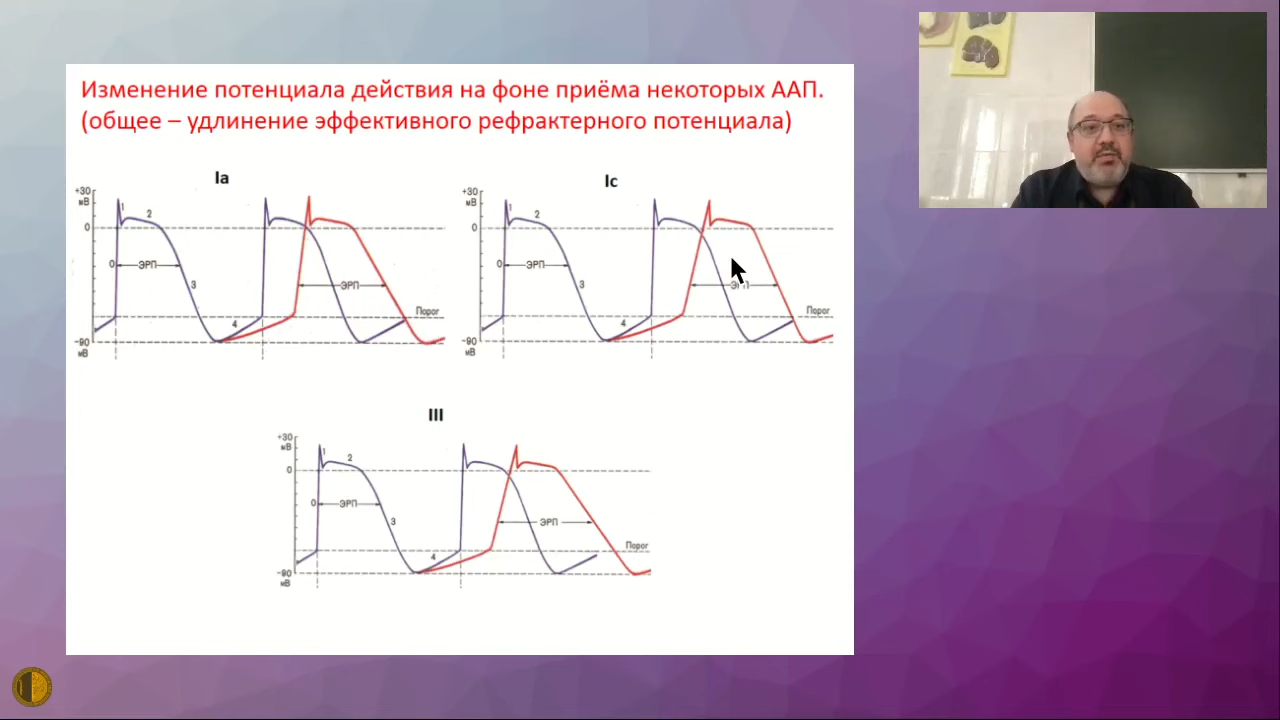 Изменение потенциала действия на фоне приёма некоторых ААП.
(общее – удлинение эффективного рефрактерного потенциала)
Ia
+30
мВ
0
-90
мВ
1
2
0
ЭРП
3
4
ЭРП
Порог
Ic
+30
мВ
0
-90
мВ
1
2
0
ЭРП
3
4
ЭРП
Порог
III
+30
мВ
0
-90
мВ
1
2
0
ЭРП
3
4
ЭРП
Порог